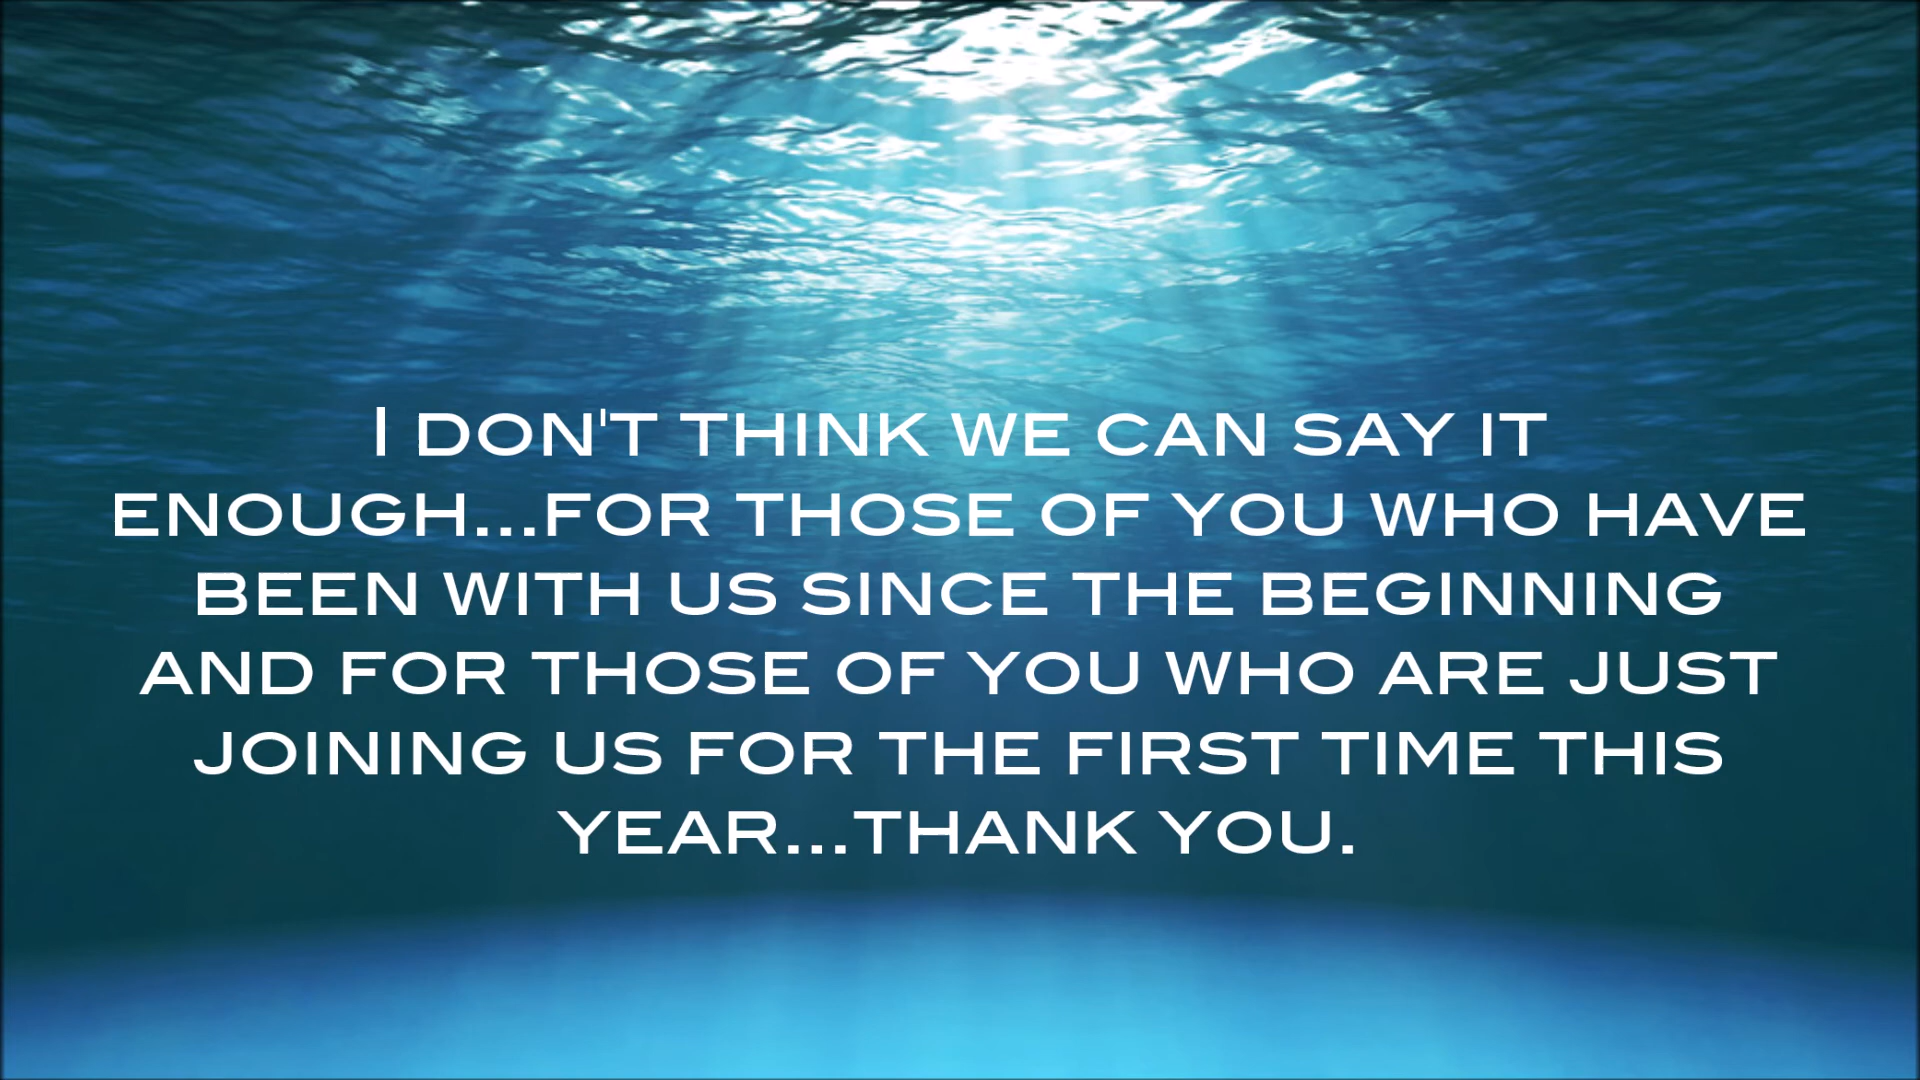 I DON'T THINK WE CAN SAY IT
ENOUGH...FOR THOSE OF YOU WHO HAVE
BEEN WITH US SINCE THE BEGINNING
AND FOR THOSE OF YOU WHO ARE JUST
JOINING US FOR THE FIRST TIME THIS
YEAR...THANK YOU.